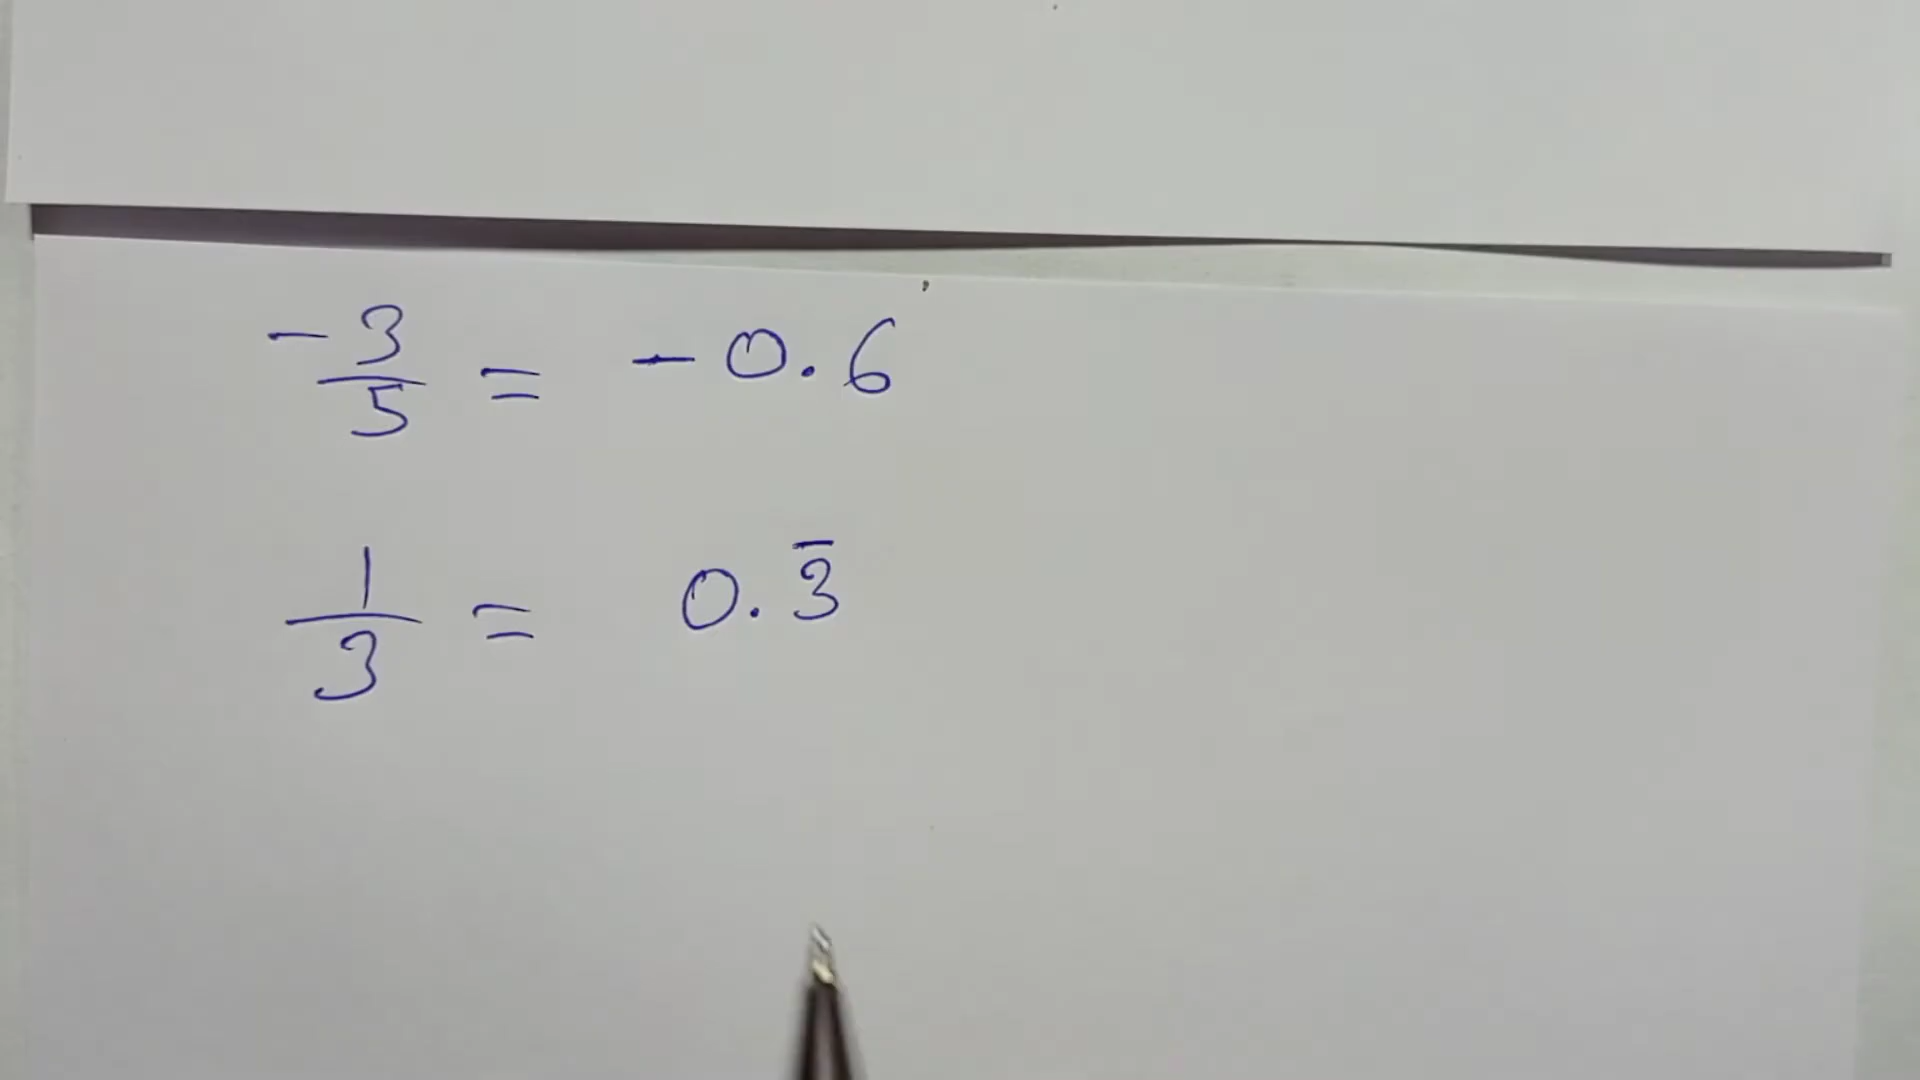 -3/5 = -0.6
1/3 = 0.3̅